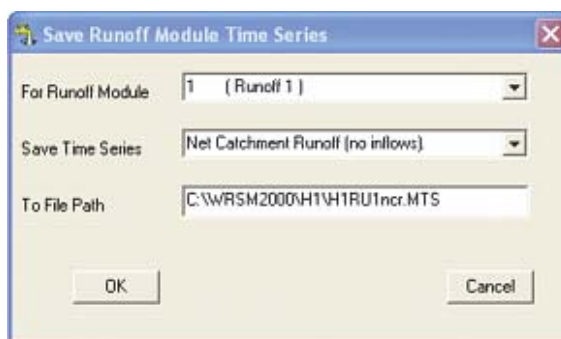 Save Runoff Module Time Series
For Runoff Module 1 ( Runoff 1 )
Save Time Series Net Catchment Runoff (no inflows)
To File Path C:\WRSM2000\H1\H1RU1ncr.MTS
OK Cancel